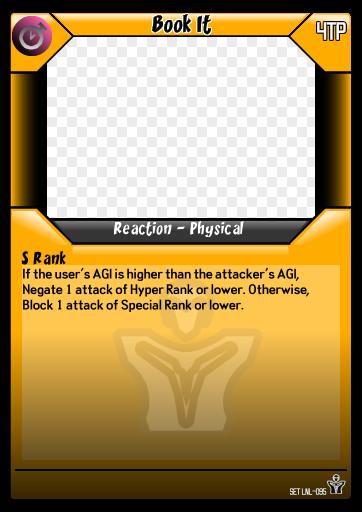 Book It
4TP
Reaction - Physical
S Rank
If the user's AGI is higher than the attacker's AGI,
Negate 1 attack of Hyper Rank or lower. Otherwise,
Block 1 attack of Special Rank or lower.
SET LNL-095